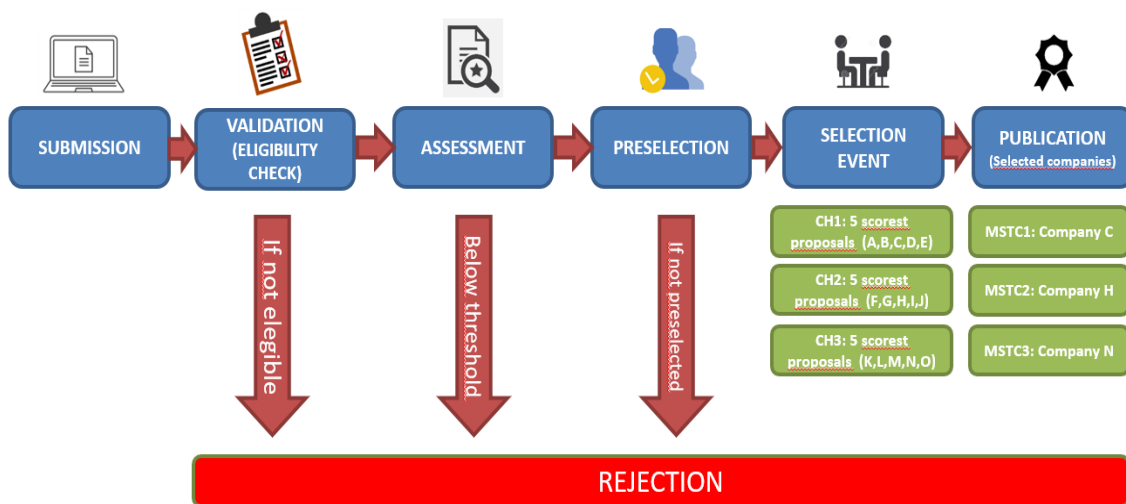 SUBMISSION
VALIDATION
(ELIGIBILITY
CHECK)
ASSESSMENT
PRESELECTION
SELECTION
EVENT
PUBLICATION
(Selected companies)
If not elegible
Below threshold
If not preselected
CH1: 5 scorest
proposals (A,B,C,D,E)
MSTC1: Company C
CH2: 5 scorest
proposals (F,G,H,I,J)
MSTC2: Company H
CH3: 5 scorest
proposals (K,L,M,N,O)
MSTC3: Company N
REJECTION